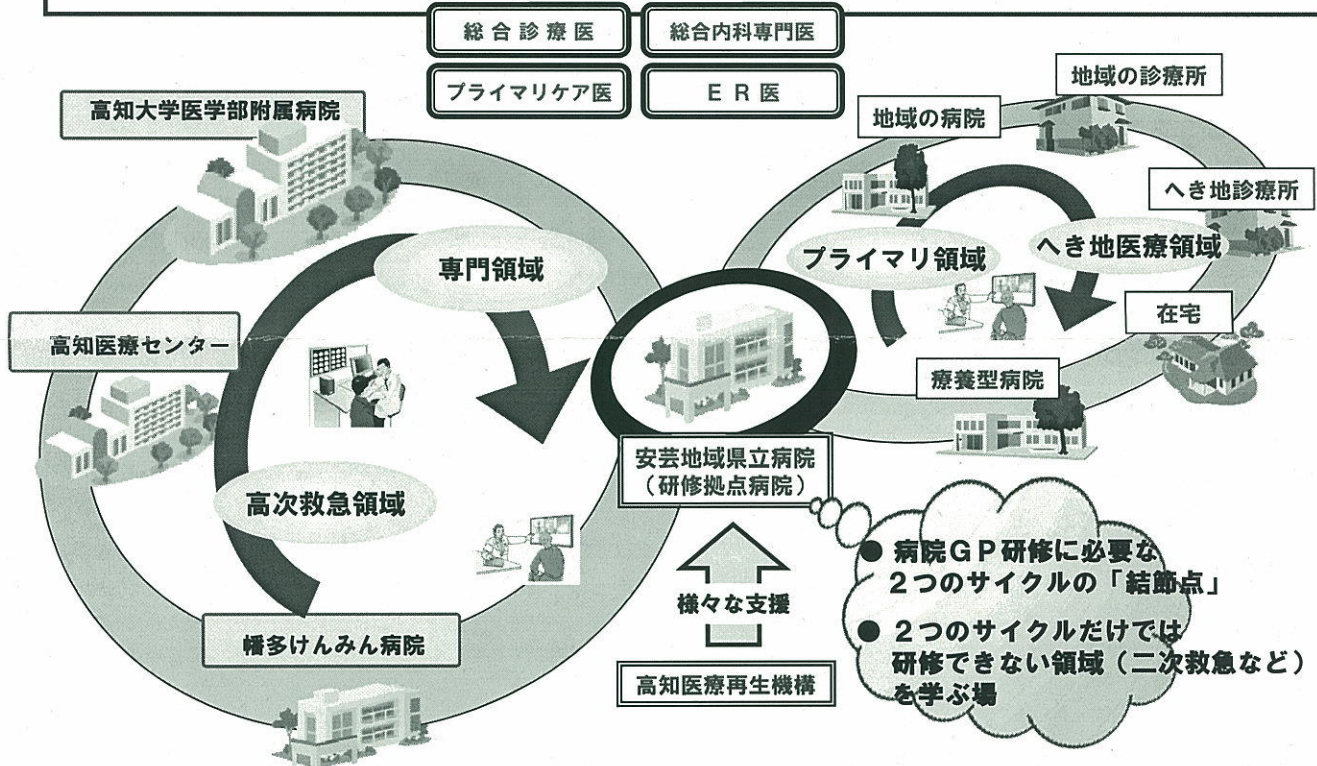 総合診療医
総合内科専門医
プライマリケア医
ER医
高知大学医学部附属病院
高知医療センター
幡多けんみん病院
専門領域
高次救急領域
地域の病院
地域の診療所
へき地診療所
在宅
療養型病院
プライマリ領域
へき地医療領域
安芸地域県立病院
(研修拠点病院)
様々な支援
高知医療再生機構
● 病院GP研修に必要な
2つのサイクルの「結節点」
● 2つのサイクルだけでは
研修できない領域(二次救急など)
を学ぶ場